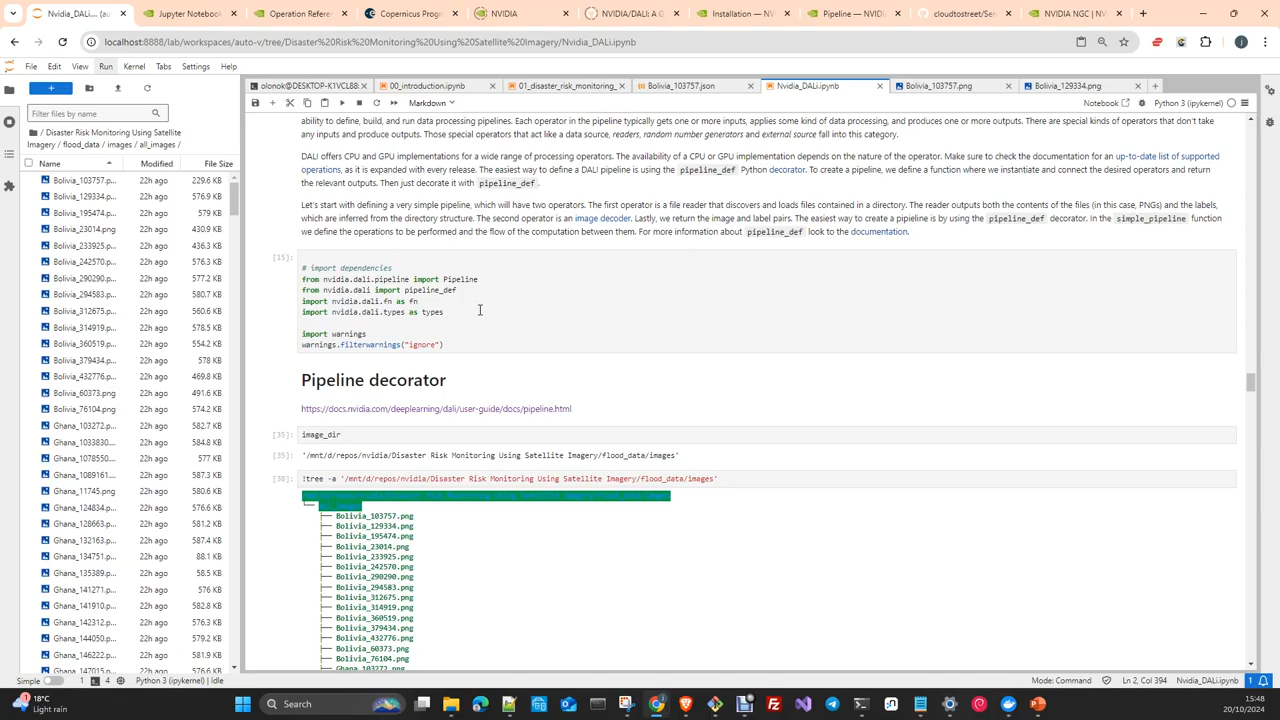 Nvidia_DALi... (auto
Jupyter Notebook
Operation Refere
Copernicus Progr
NVIDIA
NVIDIA/DALI: A G
Installation — NV
Pipeline — NVIDI
cloudtostreet/Sen
NVIDIA NGC | NV
localhost:8888/lab/workspaces/auto-v/tree/Disaster%20Risk%20Monitoring%20Using%20Satellite%20Imagery/Nvidia_DALi.ipynb
File Edit View Run Kernel Tabs Settings Help
olonok@DESKTOP-K1VCL88:
00_introduction.ipynb
01_disaster_risk_monitoring_
Bolivia_103757.json
Nvidia_DALi.ipynb
Bolivia_103757.png
Bolivia_129334.png
Markdown
Notebook
Python 3 (ipykernel)
Filter files by name
/ Disaster Risk Monitoring Using Satellite
Imagery / flood_data / images / all_images /
Name Modified File Size
Bolivia_103757.p... 22h ago 229.6 KB
Bolivia_129334.p... 22h ago 576.9 KB
Bolivia_195474.p... 22h ago 579 KB
Bolivia_23014.png 22h ago 430.9 KB
Bolivia_233925.p... 22h ago 436.3 KB
Bolivia_242570.p... 22h ago 576.3 KB
Bolivia_290290.p... 22h ago 577.2 KB
Bolivia_294583.p... 22h ago 580.7 KB
Bolivia_312675.p... 22h ago 560.6 KB
Bolivia_314919.p... 22h ago 578.5 KB
Bolivia_360519.p... 22h ago 554.2 KB
Bolivia_379434.p... 22h ago 578 KB
Bolivia_432776.p... 22h ago 469.8 KB
Bolivia_60373.png 22h ago 491.6 KB
Bolivia_76104.png 22h ago 574.2 KB
Ghana_103272.p... 22h ago 582.7 KB
Ghana_1033830.... 22h ago 584.8 KB
Ghana_1078550.... 22h ago 577 KB
Ghana_1089161.... 22h ago 587.3 KB
Ghana_11745.png 22h ago 580.6 KB
Ghana_124834.p... 22h ago 576.6 KB
Ghana_128663.p... 22h ago 581.2 KB
Ghana_132163.p... 22h ago 587.4 KB
Ghana_134751.p... 22h ago 88.1 KB
Ghana_135389.p... 22h ago 58.5 KB
Ghana_141271.p... 22h ago 576 KB
Ghana_141910.p... 22h ago 582.8 KB
Ghana_142312.p... 22h ago 576.3 KB
Ghana_144050.p... 22h ago 579.2 KB
Ghana_146222.p... 22h ago 581.9 KB
Ghana_147015.p... 22h ago 576.6 KB
ability to define, build, and run data processing pipelines. Each operator in the pipeline typically gets one or more inputs, applies some kind of data processing, and produces one or more outputs. There are special kinds of operators that don't take
any inputs and produce outputs. Those special operators that act like a data source, readers, random number generators and external source fall into this category.
DALI offers CPU and GPU implementations for a wide range of processing operators. The availability of a CPU or GPU implementation depends on the nature of the operator. Make sure to check the documentation for an up-to-date list of supported
operations, as it is expanded with every release. The easiest way to define a DALI pipeline is using the pipeline_def Python decorator. To create a pipeline, we define a function where we instantiate and connect the desired operators and return
the relevant outputs. Then just decorate it with pipeline_def.
Let's start with defining a very simple pipeline, which will have two operators. The first operator is a file reader that discovers and loads files contained in a directory. The reader outputs both the contents of the files (in this case, PNGs) and the labels,
which are inferred from the directory structure. The second operator is an image decoder. Lastly, we return the image and label pairs. The easiest way to create a pipieline is by using the pipeline_def decorator. In the simple_pipeline function
we define the operations to be performed and the flow of the computation between them. For more information about pipeline_def look to the documentation.
[15]:
# import dependencies
from nvidia.dali.pipeline import Pipeline
from nvidia.dali import pipeline_def
import nvidia.dali.fn as fn
import nvidia.dali.types as types
import warnings
warnings.filterwarnings("ignore")
Pipeline decorator
https://docs.nvidia.com/deeplearning/dali/user-guide/docs/pipeline.html
[35]: image_dir
[35]: '/mnt/d/repos/nvidia/Disaster Risk Monitoring Using Satellite Imagery/flood_data/images'
[38]: !tree -a '/mnt/d/repos/nvidia/Disaster Risk Monitoring Using Satellite Imagery/flood_data/images'
Bolivia_103757.png
Bolivia_129334.png
Bolivia_195474.png
Bolivia_23014.png
Bolivia_233925.png
Bolivia_242570.png
Bolivia_290290.png
Bolivia_294583.png
Bolivia_312675.png
Bolivia_314919.png
Bolivia_360519.png
Bolivia_379434.png
Bolivia_432776.png
Bolivia_60373.png
Bolivia_76104.png
Ghana_103272.png
Simple
1
4
Python 3 (ipykernel) | Idle
Mode: Command
Ln 2, Col 394
Nvidia_DALi.ipynb
1
18°C
Light rain
Search
15:48
20/10/2024